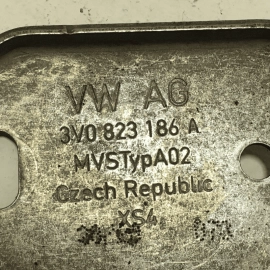 VW AG
3V0 823 186 A
MVSTypA02
Czech Republic
XS4